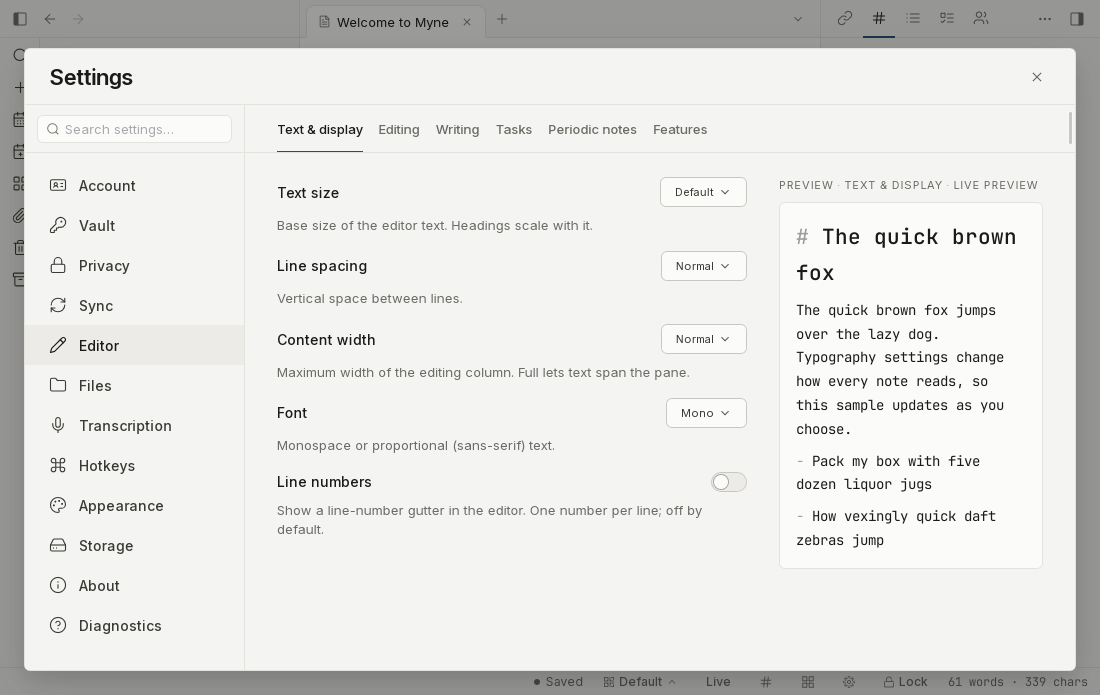 Welcome to Myne
Settings
Search settings...
Account
Vault
Privacy
Sync
Editor
Files
Transcription
Hotkeys
Appearance
Storage
About
Diagnostics
Text & display
Editing
Writing
Tasks
Periodic notes
Features
Text size
Default
Base size of the editor text. Headings scale with it.
Line spacing
Normal
Vertical space between lines.
Content width
Normal
Maximum width of the editing column. Full lets text span the pane.
Font
Mono
Monospace or proportional (sans-serif) text.
Line numbers
Show a line-number gutter in the editor. One number per line; off by
default.
PREVIEW · TEXT & DISPLAY · LIVE PREVIEW
# The quick brown
fox
The quick brown fox jumps
over the lazy dog.
Typography settings change
how every note reads, so
this sample updates as you
choose.
- Pack my box with five
dozen liquor jugs
- How vexingly quick daft
zebras jump
Saved
Default
Live
Lock
61 words · 339 chars